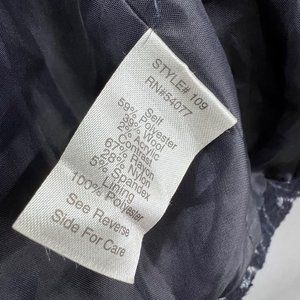 STYLE# 109
RN#54077
Self
59% Polyester
39% Wool
2% Acrylic
Contrast
67% Rayon
28% Nylon
5% Spandex
Lining
100% Polyester
See Reverse
Side For Care